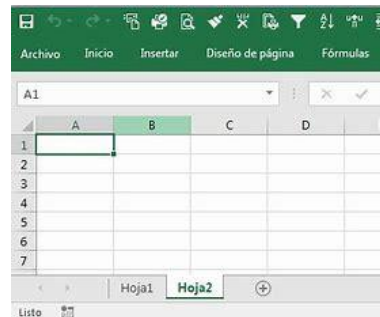 Archivo Inicio Insertar Diseño de página Fórmulas
A1
A B C D
1
2
3
4
5
6
7
Hoja1 Hoja2
Listo